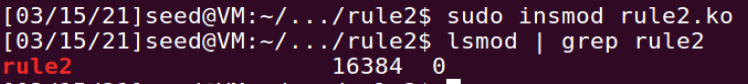 [03/15/21]seed@VM:~/.../rule2$ sudo insmod rule2.ko
[03/15/21]seed@VM:~/.../rule2$ lsmod | grep rule2
rule2                  16384  0